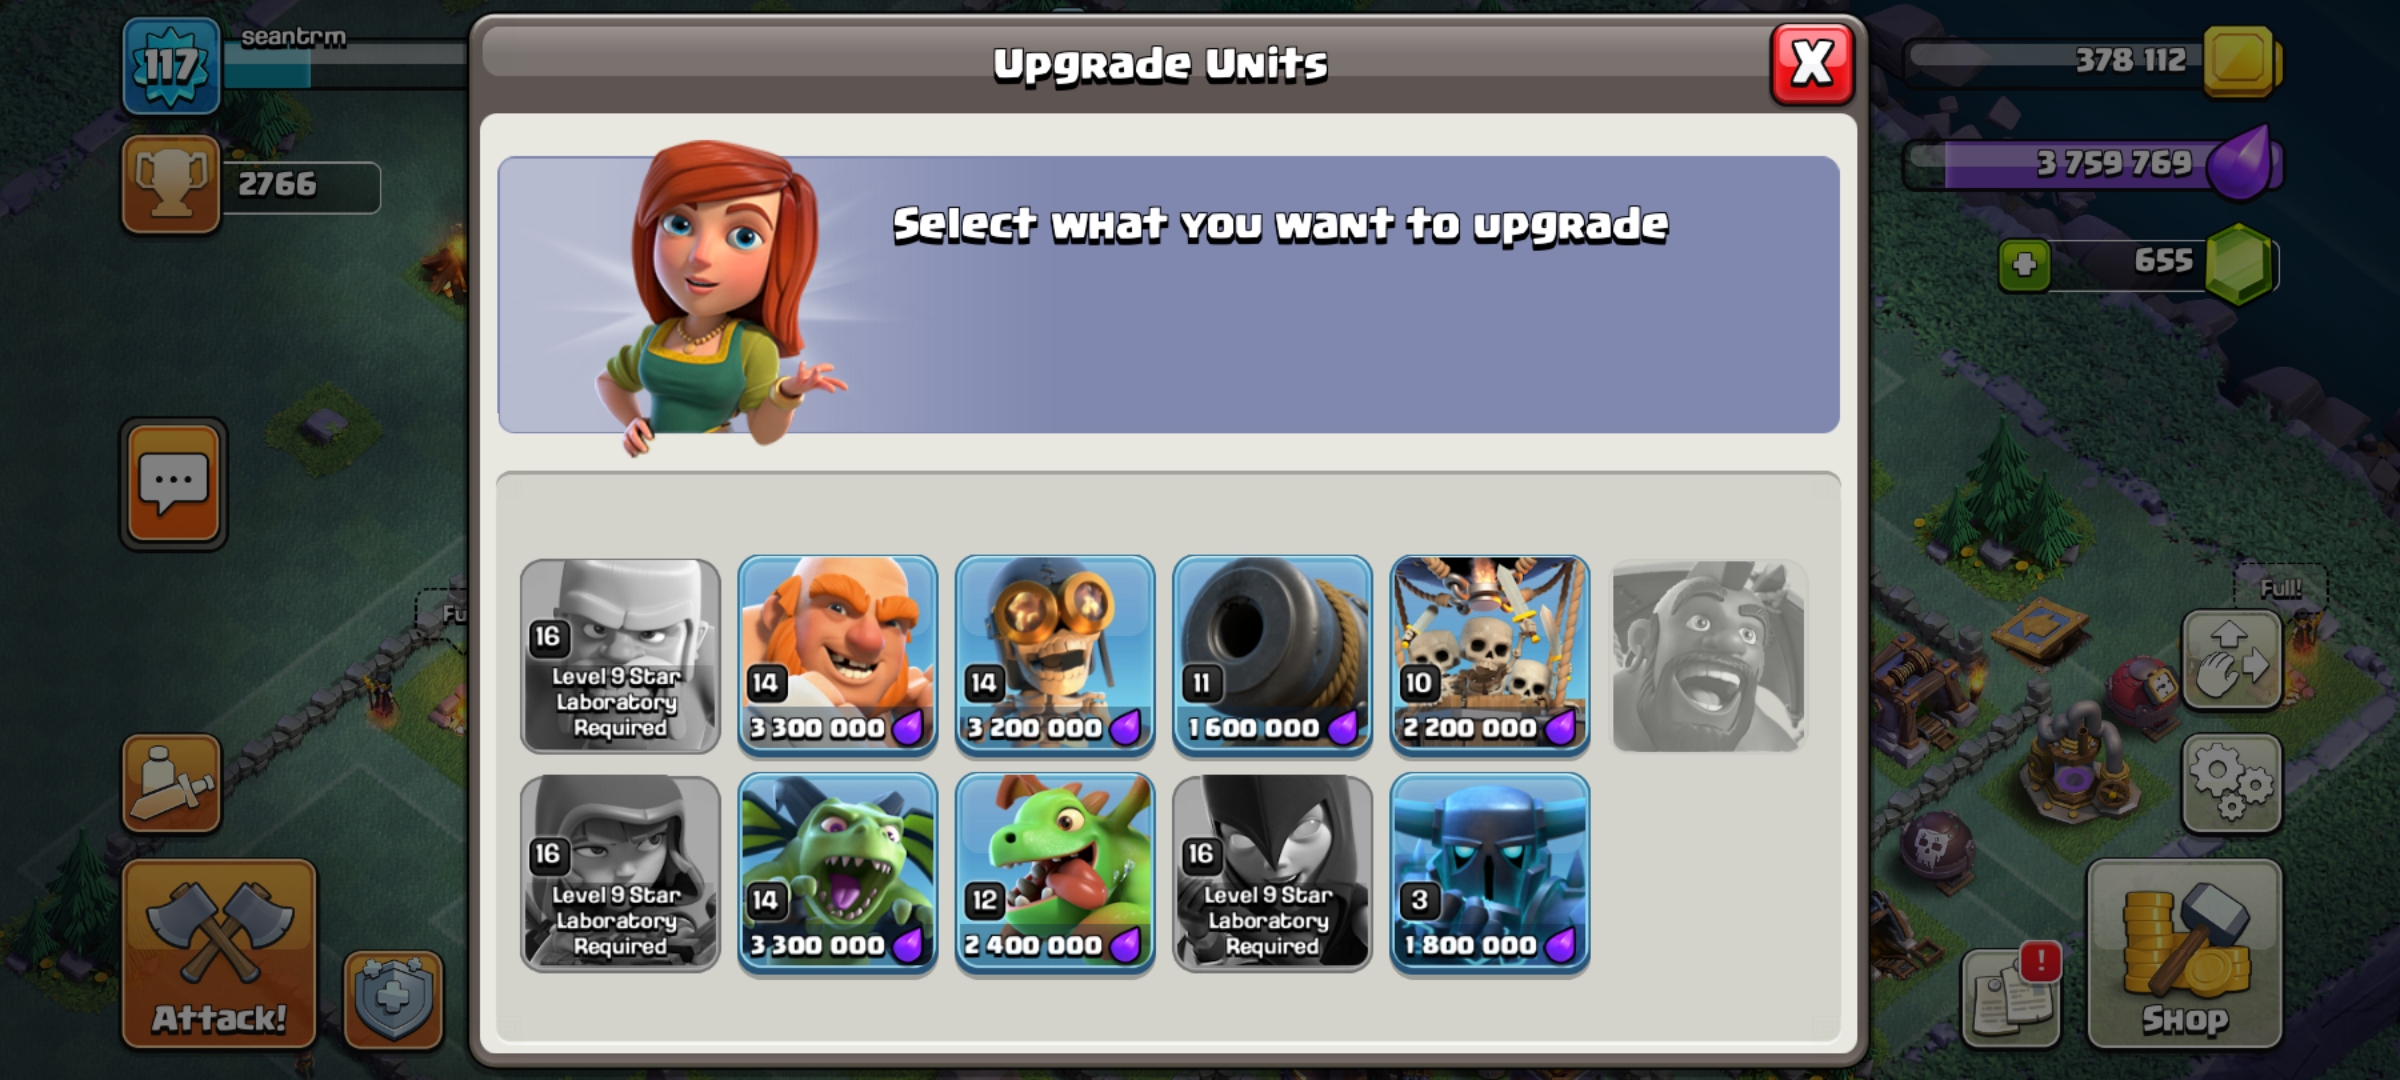 117
seantrm
Upgrade Units
X
378 112
2766
3 759 769
655
Select what you want to upgrade
Full!
16
Level 9 Star
Laboratory
Required
14
3 300 000
14
3 200 000
11
1 600 000
10
2 200 000
16
Level 9 Star
Laboratory
Required
14
3 300 000
12
2 400 000
16
Level 9 Star
Laboratory
Required
3
1 800 000
Attack!
!
Shop